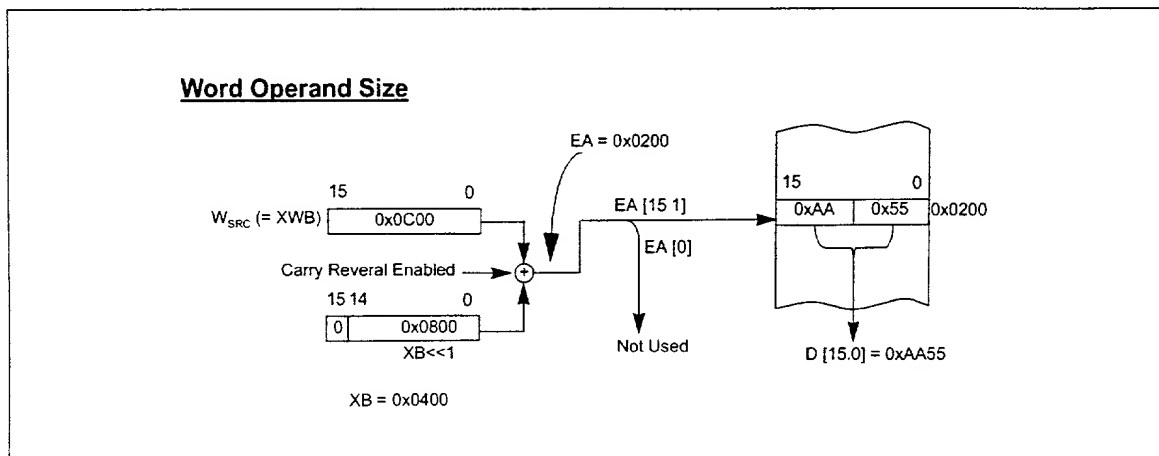 Word Operand Size
EA = 0x0200
15 0
W_SRC (= XWB) 0x0C00
Carry Reveral Enabled +
15 14 0
0 0x0800
XB<<1
XB = 0x0400
EA [15 1]
EA [0]
Not Used
15 0
0xAA 0x55 0x0200
D [15.0] = 0xAA55